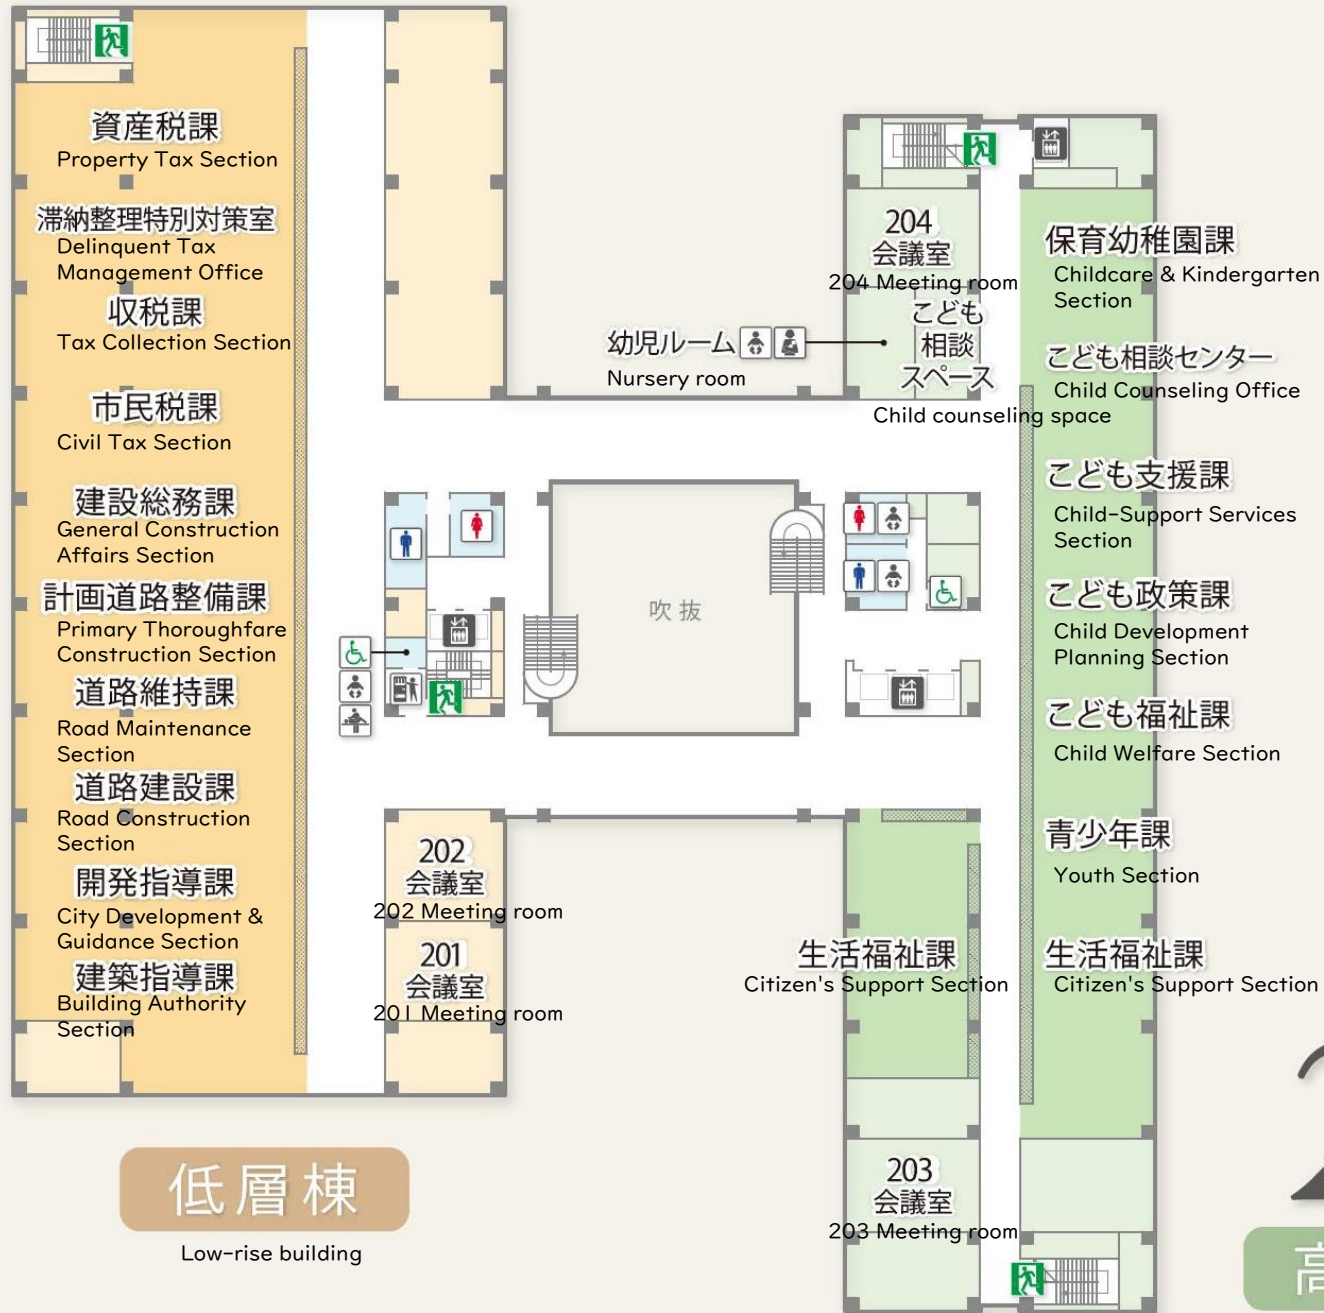 資産税課
Property Tax Section
滞納整理特別対策室
Delinquent Tax
Management Office
収税課
Tax Collection Section
市民税課
Civil Tax Section
建設総務課
General Construction
Affairs Section
計画道路整備課
Primary Thoroughfare
Construction Section
道路維持課
Road Maintenance
Section
道路建設課
Road Construction
Section
開発指導課
City Development &
Guidance Section
建築指導課
Building Authority
Section
202
会議室
202 Meeting room
201
会議室
201 Meeting room
低層棟
Low-rise building
幼児ルーム
Nursery room
吹抜
204
会議室
204 Meeting room
こども
相談
スペース
Child counseling space
生活福祉課
Citizen's Support Section
203
会議室
203 Meeting room
保育幼稚園課
Childcare & Kindergarten
Section
こども相談センター
Child Counseling Office
こども支援課
Child-Support Services
Section
こども政策課
Child Development
Planning Section
こども福祉課
Child Welfare Section
青少年課
Youth Section
生活福祉課
Citizen's Support Section
2
高